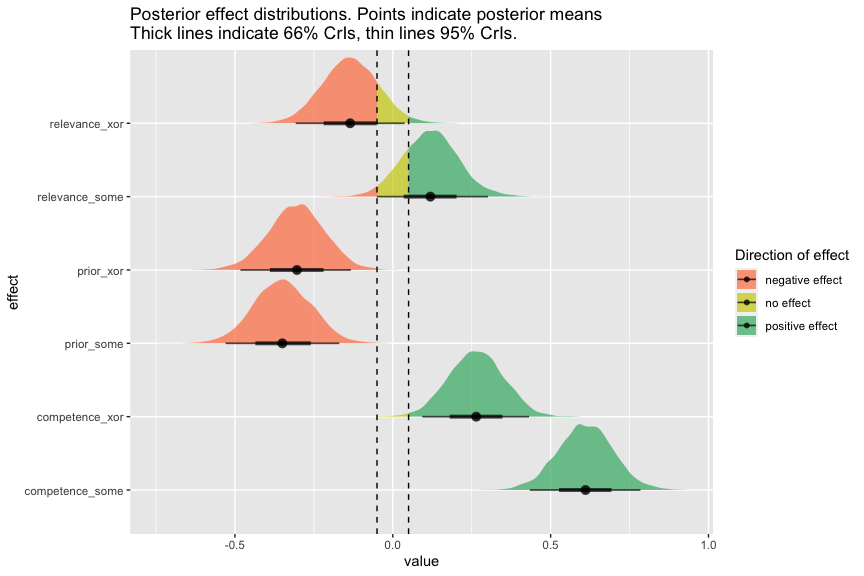 Posterior effect distributions. Points indicate posterior means
Thick lines indicate 66% CrIs, thin lines 95% CrIs.
relevance_xor
relevance_some
prior_xor
prior_some
competence_xor
competence_some
effect
-0.5
0.0
0.5
1.0
value
Direction of effect
negative effect
no effect
positive effect